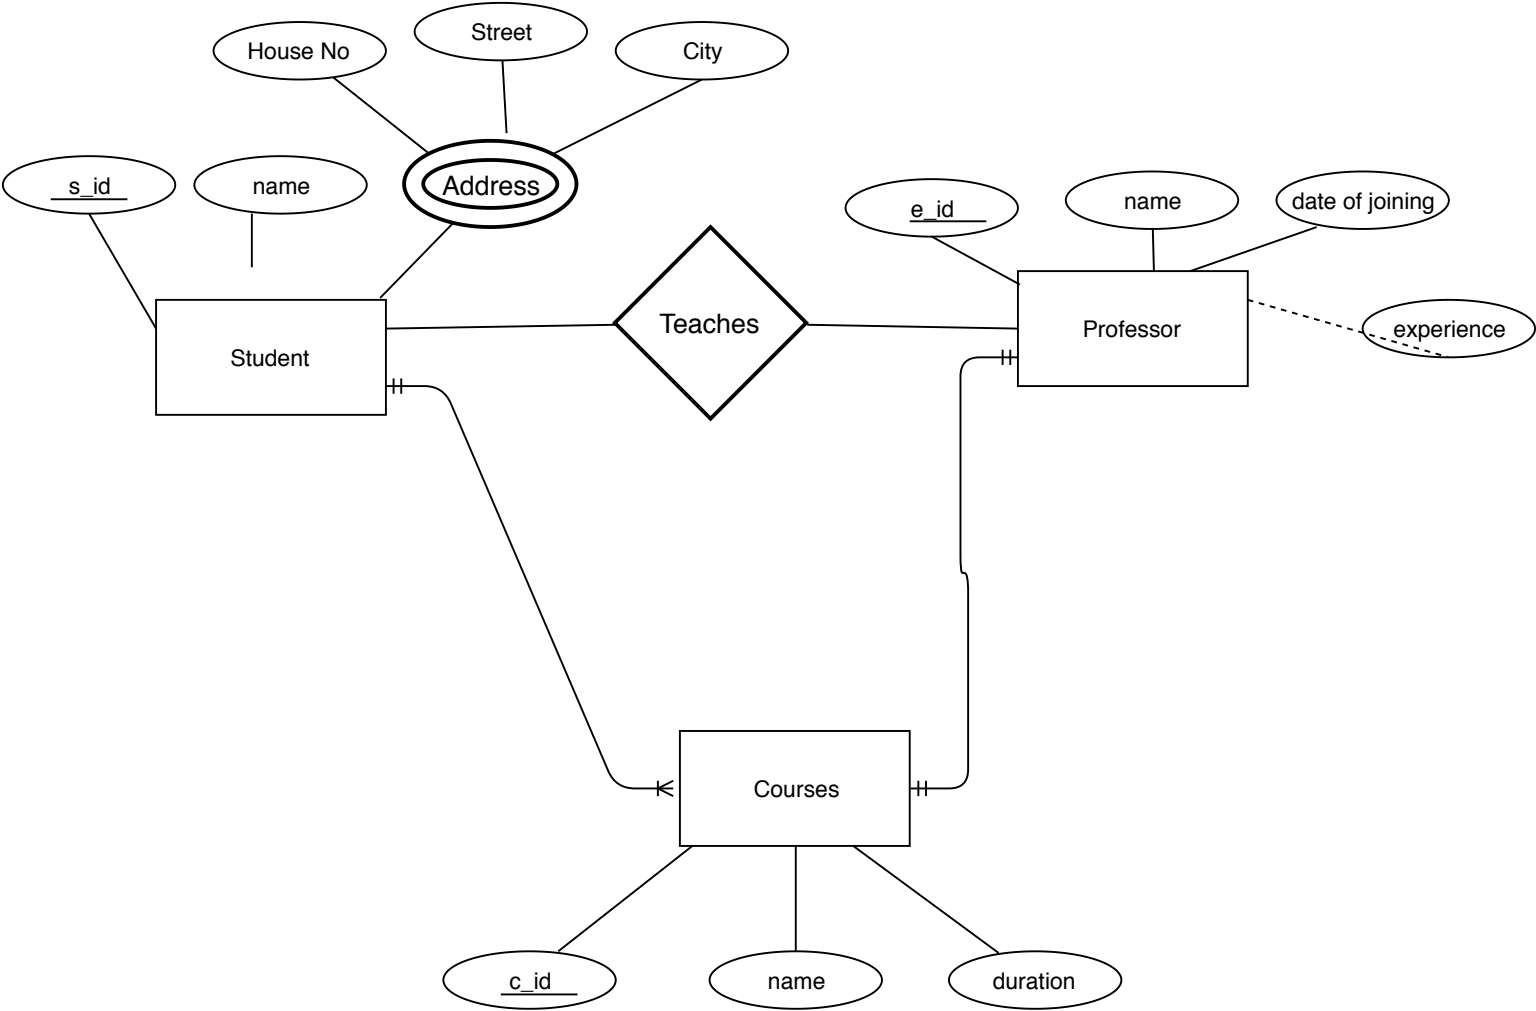 House No
Street
City
s_id
name
Address
e_id
name
date of joining
Student
Teaches
Professor
experience
Courses
c_id
name
duration